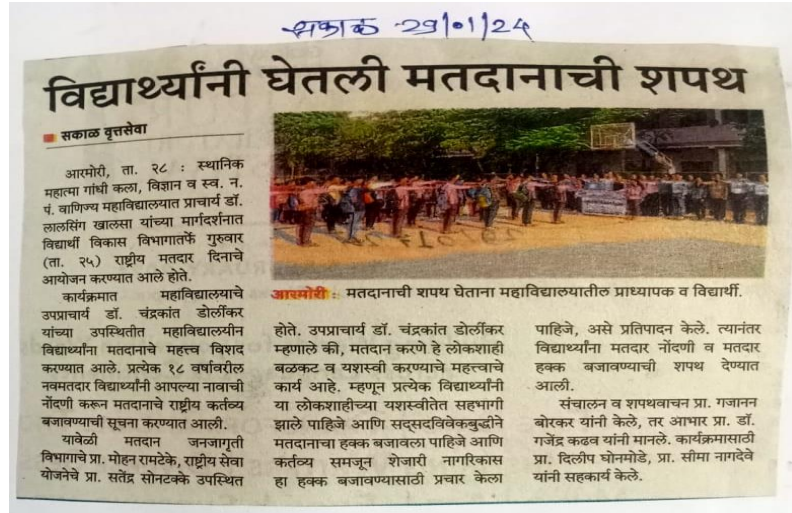 सकाळ 29/01/24
विद्यार्थ्यांनी घेतली मतदानाची शपथ
सकाळ वृत्तसेवा
आरमोरी, ता. २८ : स्थानिक
महात्मा गांधी कला, विज्ञान व स्व. न.
पं. वाणिज्य महाविद्यालयात प्राचार्य डॉ.
लालसिंग खालसा यांच्या मार्गदर्शनात
विद्यार्थी विकास विभागातर्फे गुरुवार
(ता. २५) राष्ट्रीय मतदार दिनाचे
आयोजन करण्यात आले होते.
कार्यक्रमात महाविद्यालयाचे
उपप्राचार्य डॉ. चंद्रकांत डोर्लीकर
यांच्या उपस्थितीत महाविद्यालयीन
विद्यार्थ्यांना मतदानाचे महत्त्व विशद
करण्यात आले. प्रत्येक १८ वर्षावरील
नवमतदार विद्यार्थ्यांनी आपल्या नावाची
नोंदणी करून मतदानाचे राष्ट्रीय कर्तव्य
बजावण्याची सूचना करण्यात आली.
यावेळी मतदान जनजागृती
विभागाचे प्रा. मोहन रामटेके, राष्ट्रीय सेवा
योजनेचे प्रा. सतेंद्र सोनटक्के उपस्थित
आरमोरी : मतदानाची शपथ घेताना महाविद्यालयातील प्राध्यापक व विद्यार्थी.
होते. उपप्राचार्य डॉ. चंद्रकांत डोर्लीकर
म्हणाले की, मतदान करणे हे लोकशाही
बळकट व यशस्वी करण्याचे महत्त्वाचे
कार्य आहे. म्हणून प्रत्येक विद्यार्थ्यांनी
या लोकशाहीच्या यशस्वीतेत सहभागी
झाले पाहिजे आणि सद्सदविवेकबुद्धीने
मतदानाचा हक्क बजावला पाहिजे आणि
कर्तव्य समजून शेजारी नागरिकास
हा हक्क बजावण्यासाठी प्रचार केला
पाहिजे, असे प्रतिपादन केले. त्यानंतर
विद्यार्थ्यांना मतदार नोंदणी व मतदार
हक्क बजावण्याची शपथ देण्यात
आली.
संचालन व शपथवाचन प्रा. गजानन
बोरकर यांनी केले, तर आभार प्रा. डॉ.
गजेंद्र कढव यांनी मानले. कार्यक्रमासाठी
प्रा. दिलीप घोनमोडे, प्रा. सीमा नागदेवे
यांनी सहकार्य केले.